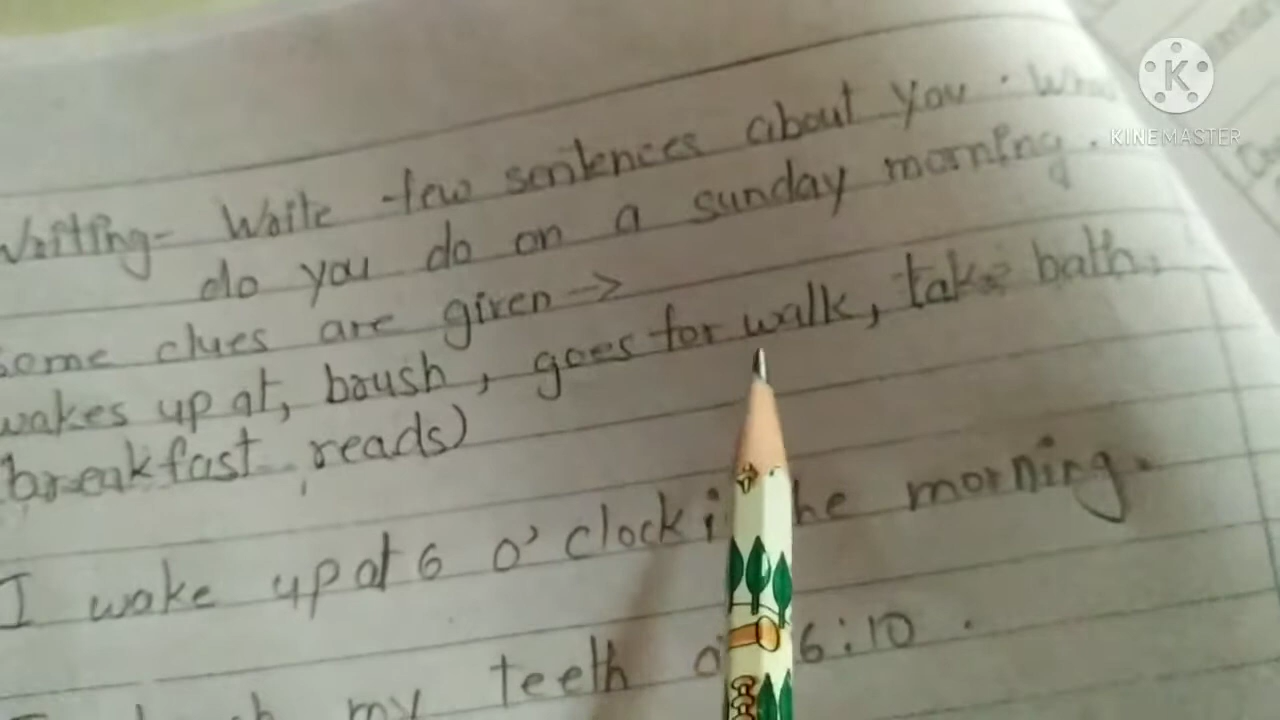 Writing- Write few sentences about you. What
do you do on a sunday morning.
Some clues are given →
wakes up at, brush, goes for walk, take bath,
breakfast, reads)
I wake up at 6 o'clock i he morning.
my teeth 6:10.
KINEMASTER